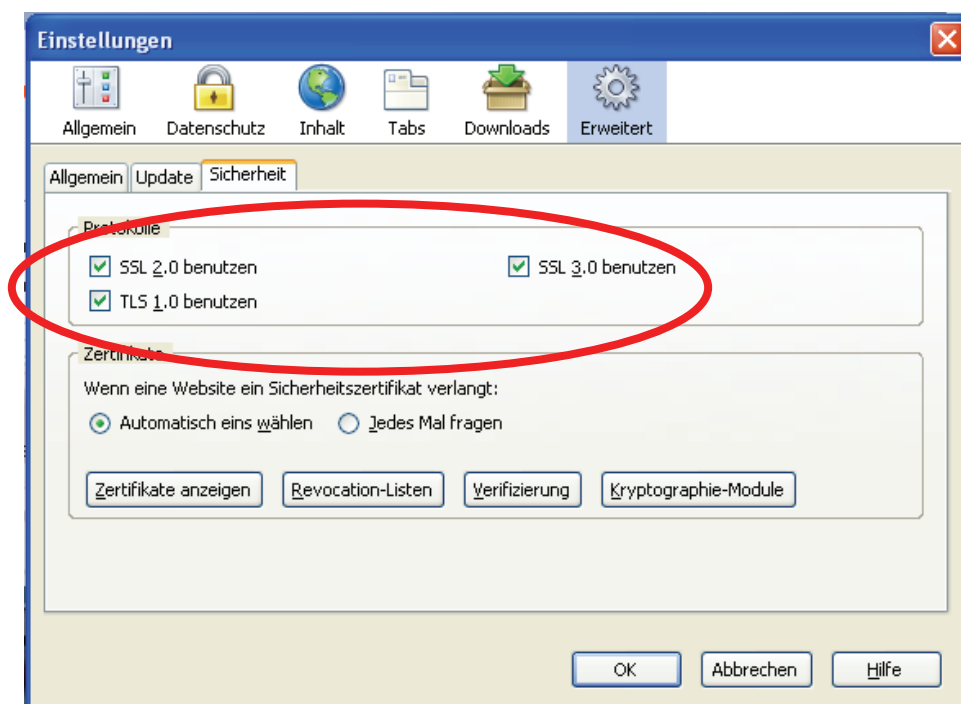 Einstellungen
Allgemein Datenschutz Inhalt Tabs Downloads Erweitert
Allgemein Update Sicherheit
Protokolle
SSL 2.0 benutzen SSL 3.0 benutzen
TLS 1.0 benutzen
Zertifikate
Wenn eine Website ein Sicherheitszertifikat verlangt:
Automatisch eins wählen Jedes Mal fragen
Zertifikate anzeigen Revocation-Listen Verifizierung Kryptographie-Module
OK Abbrechen Hilfe